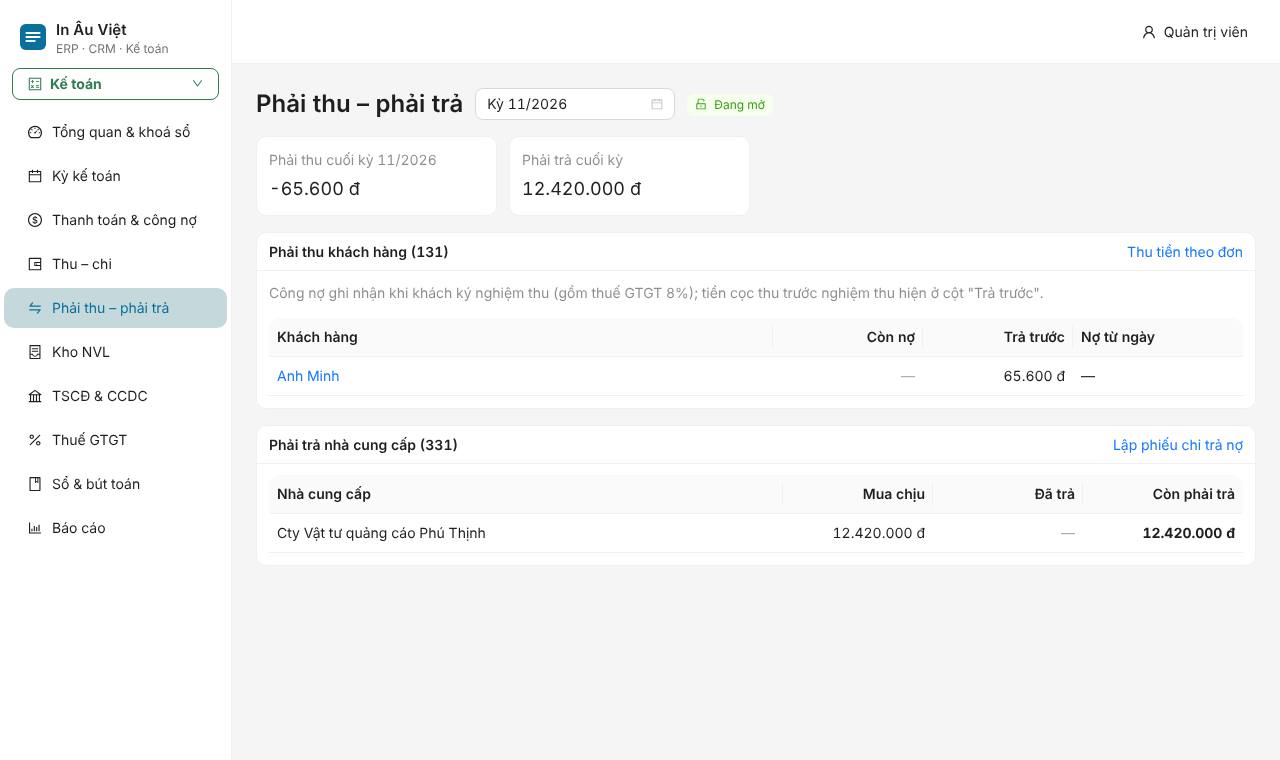 In Âu Việt
ERP · CRM · Kế toán
Kế toán
Tổng quan & khoá sổ
Kỳ kế toán
Thanh toán & công nợ
Thu – chi
Phải thu – phải trả
Kho NVL
TSCĐ & CCDC
Thuế GTGT
Sổ & bút toán
Báo cáo
Quản trị viên
Phải thu – phải trả
Kỳ 11/2026
Đang mở
Phải thu cuối kỳ 11/2026
-65.600 đ
Phải trả cuối kỳ
12.420.000 đ
Phải thu khách hàng (131)
Thu tiền theo đơn
Công nợ ghi nhận khi khách ký nghiệm thu (gồm thuế GTGT 8%); tiền cọc thu trước nghiệm thu hiện ở cột "Trả trước".
Khách hàng Còn nợ Trả trước Nợ từ ngày
Anh Minh — 65.600 đ —
Phải trả nhà cung cấp (331)
Lập phiếu chi trả nợ
Nhà cung cấp Mua chịu Đã trả Còn phải trả
Cty Vật tư quảng cáo Phú Thịnh 12.420.000 đ — 12.420.000 đ